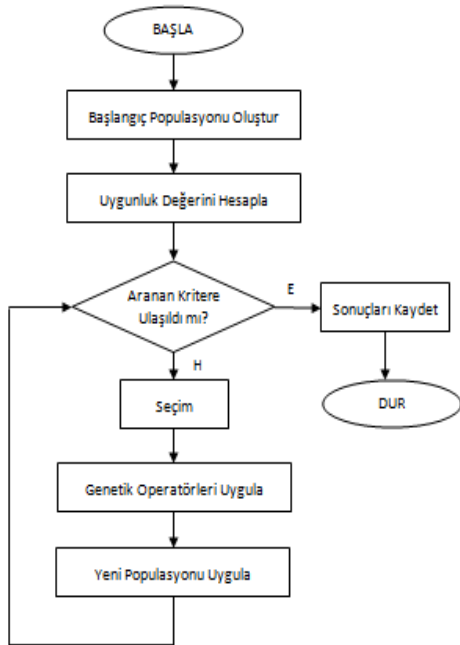 BAŞLA
Başlangıç Populasyonu Oluştur
Uygunluk Değerini Hesapla
Aranan Kritere
Ulaşıldı mı?
E
Sonuçları Kaydet
DUR
H
Seçim
Genetik Operatörleri Uygula
Yeni Populasyonu Uygula